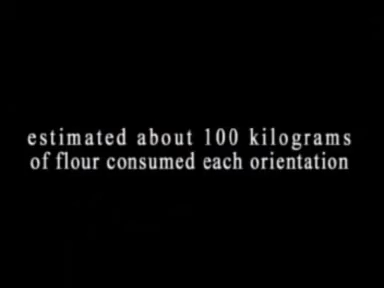 estimated about 100 kilograms
of flour consumed each orientation